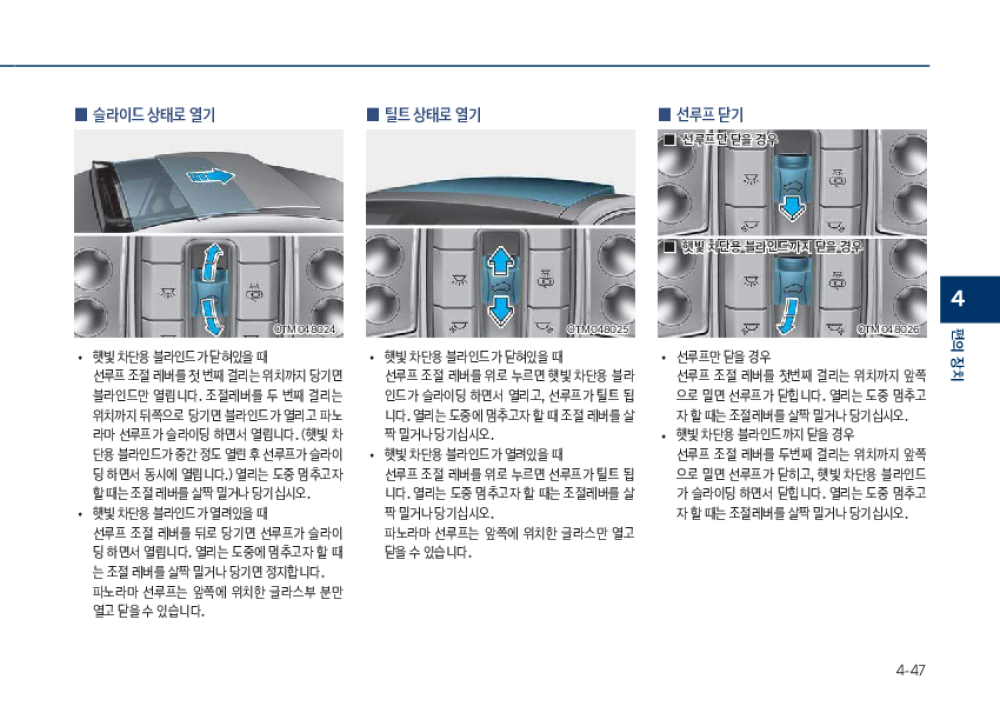 ■ 슬라이드 상태로 열기
OTM048024
• 햇빛 차단용 블라인드가 닫혀있을 때
선루프 조절 레버를 첫 번째 걸리는 위치까지 당기면
블라인드만 열립니다. 조절레버를 두 번째 걸리는
위치까지 뒤쪽으로 당기면 블라인드가 열리고 파노
라마 선루프가 슬라이딩 하면서 열립니다. (햇빛 차
단용 블라인드가 중간 정도 열린 후 선루프가 슬라이
딩 하면서 동시에 열립니다.) 열리는 도중 멈추고자
할 때는 조절 레버를 살짝 밀거나 당기십시오.
• 햇빛 차단용 블라인드가 열려있을 때
선루프 조절 레버를 뒤로 당기면 선루프가 슬라이
딩 하면서 열립니다. 열리는 도중에 멈추고자 할 때
는 조절 레버를 살짝 밀거나 당기면 정지합니다.
파노라마 선루프는 앞쪽에 위치한 글라스부 분만
열고 닫을 수 있습니다.
■ 틸트 상태로 열기
OTM048025
• 햇빛 차단용 블라인드가 닫혀있을 때
선루프 조절 레버를 위로 누르면 햇빛 차단용 블라
인드가 슬라이딩 하면서 열리고, 선루프가 틸트 됩
니다. 열리는 도중에 멈추고자 할 때 조절 레버를 살
짝 밀거나 당기십시오.
• 햇빛 차단용 블라인드가 열려있을 때
선루프 조절 레버를 위로 누르면 선루프가 틸트 됩
니다. 열리는 도중 멈추고자 할 때는 조절레버를 살
짝 밀거나 당기십시오.
파노라마 선루프는 앞쪽에 위치한 글라스만 열고
닫을 수 있습니다.
■ 선루프 닫기
■ 선루프만 닫을 경우
■ 햇빛 차단용 블라인드까지 닫을 경우
OTM048026
• 선루프만 닫을 경우
선루프 조절 레버를 첫번째 걸리는 위치까지 앞쪽
으로 밀면 선루프가 닫힙니다. 열리는 도중 멈추고
자 할 때는 조절레버를 살짝 밀거나 당기십시오.
• 햇빛 차단용 블라인드까지 닫을 경우
선루프 조절 레버를 두번째 걸리는 위치까지 앞쪽
으로 밀면 선루프가 닫히고, 햇빛 차단용 블라인드
가 슬라이딩 하면서 닫힙니다. 열리는 도중 멈추고
자 할 때는 조절레버를 살짝 밀거나 당기십시오.
4
편의 장치
4-47